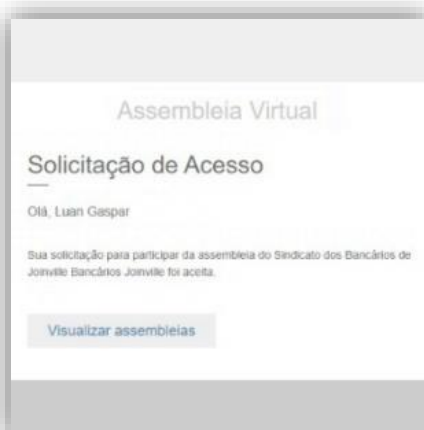 Assembleia Virtual
Solicitação de Acesso
Olá, Luan Gaspar
Sua solicitação para participar da assembleia do Sindicato dos Bancários de
Joinville Bancários Joinville foi aceita.
Visualizar assembleias